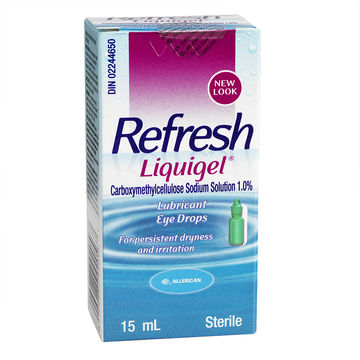 DIN 02244650
NEW
LOOK
Refresh
Liquigel®
Carboxymethylcellulose Sodium Solution 1.0%
Lubricant
Eye Drops
For persistent dryness
and irritation
ALLERGAN
15 mL
Sterile